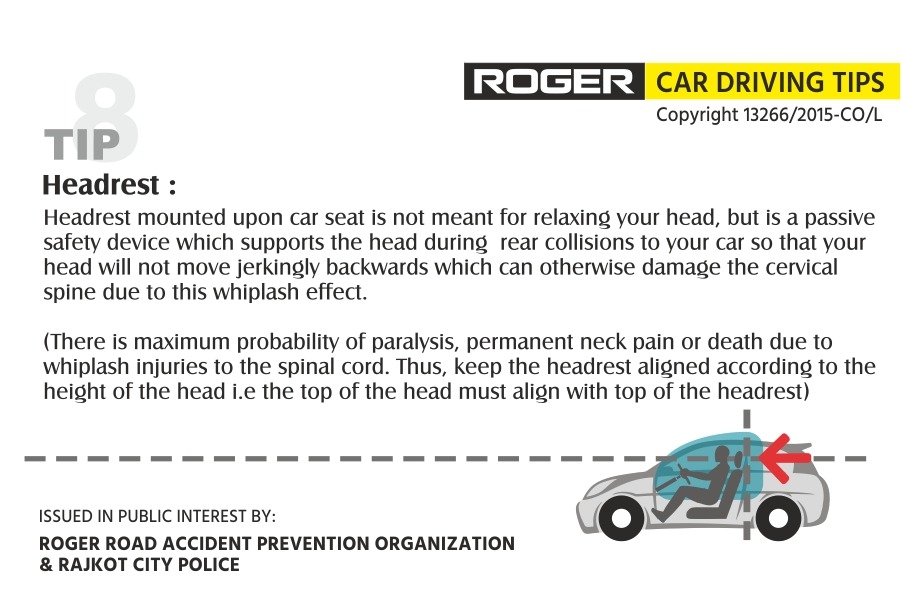 ROGER CAR DRIVING TIPS
Copyright 13266/2015-CO/L
TIP 8
Headrest :
Headrest mounted upon car seat is not meant for relaxing your head, but is a passive
safety device which supports the head during rear collisions to your car so that your
head will not move jerkingly backwards which can otherwise damage the cervical
spine due to this whiplash effect.
(There is maximum probability of paralysis, permanent neck pain or death due to
whiplash injuries to the spinal cord. Thus, keep the headrest aligned according to the
height of the head i.e the top of the head must align with top of the headrest)
ISSUED IN PUBLIC INTEREST BY:
ROGER ROAD ACCIDENT PREVENTION ORGANIZATION
& RAJKOT CITY POLICE